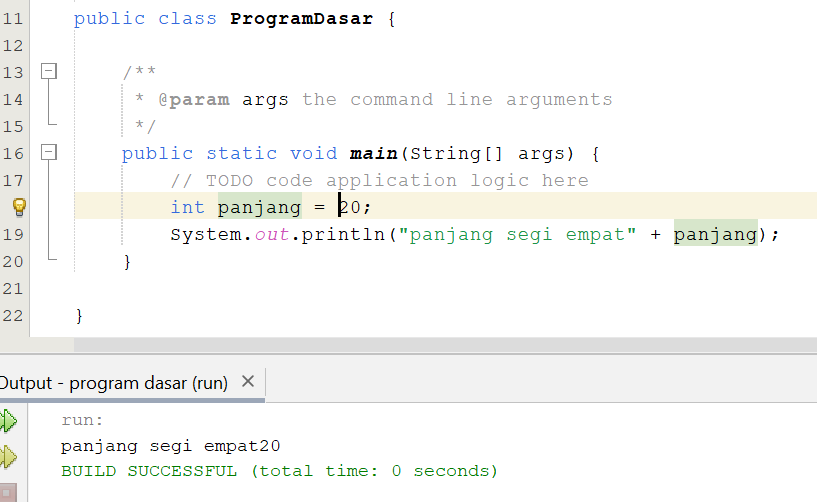 11 public class ProgramDasar {
12
13 /**
14 * @param args the command line arguments
15 */
16 public static void main(String[] args) {
17 // TODO code application logic here
int panjang = 20;
19 System.out.println("panjang segi empat" + panjang);
20 }
21
22 }
Output - program dasar (run) ×
run:
panjang segi empat20
BUILD SUCCESSFUL (total time: 0 seconds)